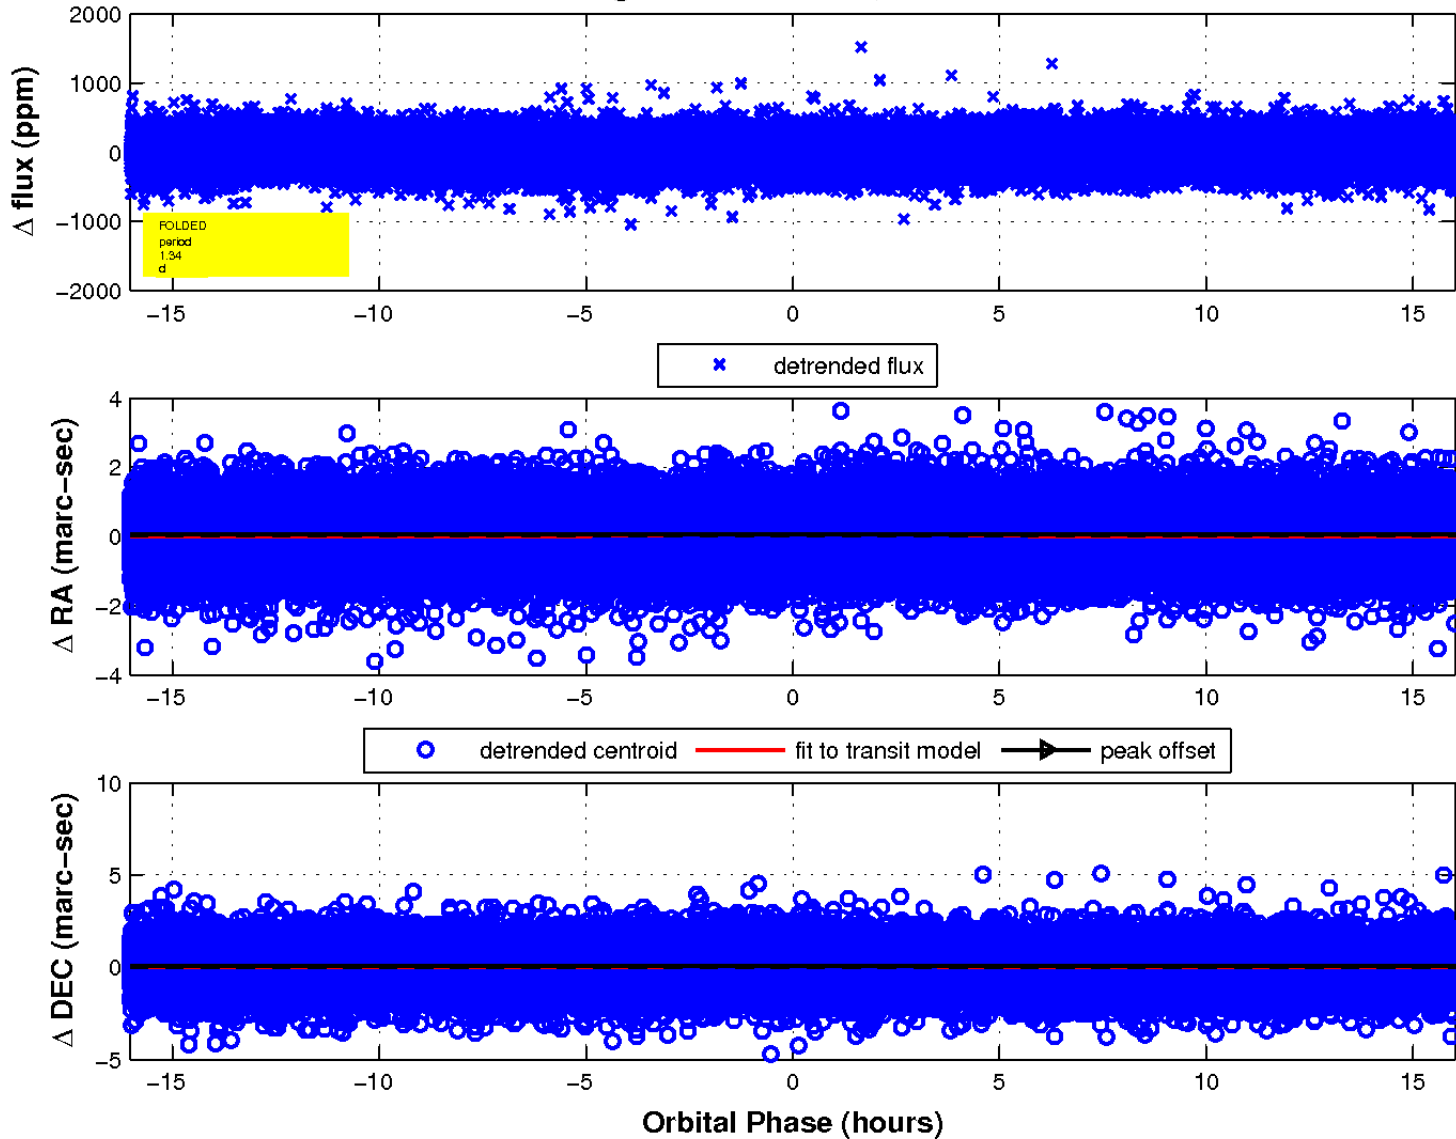 2000
1000
0
−1000
−2000
Δ flux (ppm)
FOLDED
period
1.34
d
−15 −10 −5 0 5 10 15
detrended flux
4
2
0
−2
−4
Δ RA (marc−sec)
−15 −10 −5 0 5 10 15
detrended centroid fit to transit model peak offset
10
5
0
−5
Δ DEC (marc−sec)
−15 −10 −5 0 5 10 15
Orbital Phase (hours)